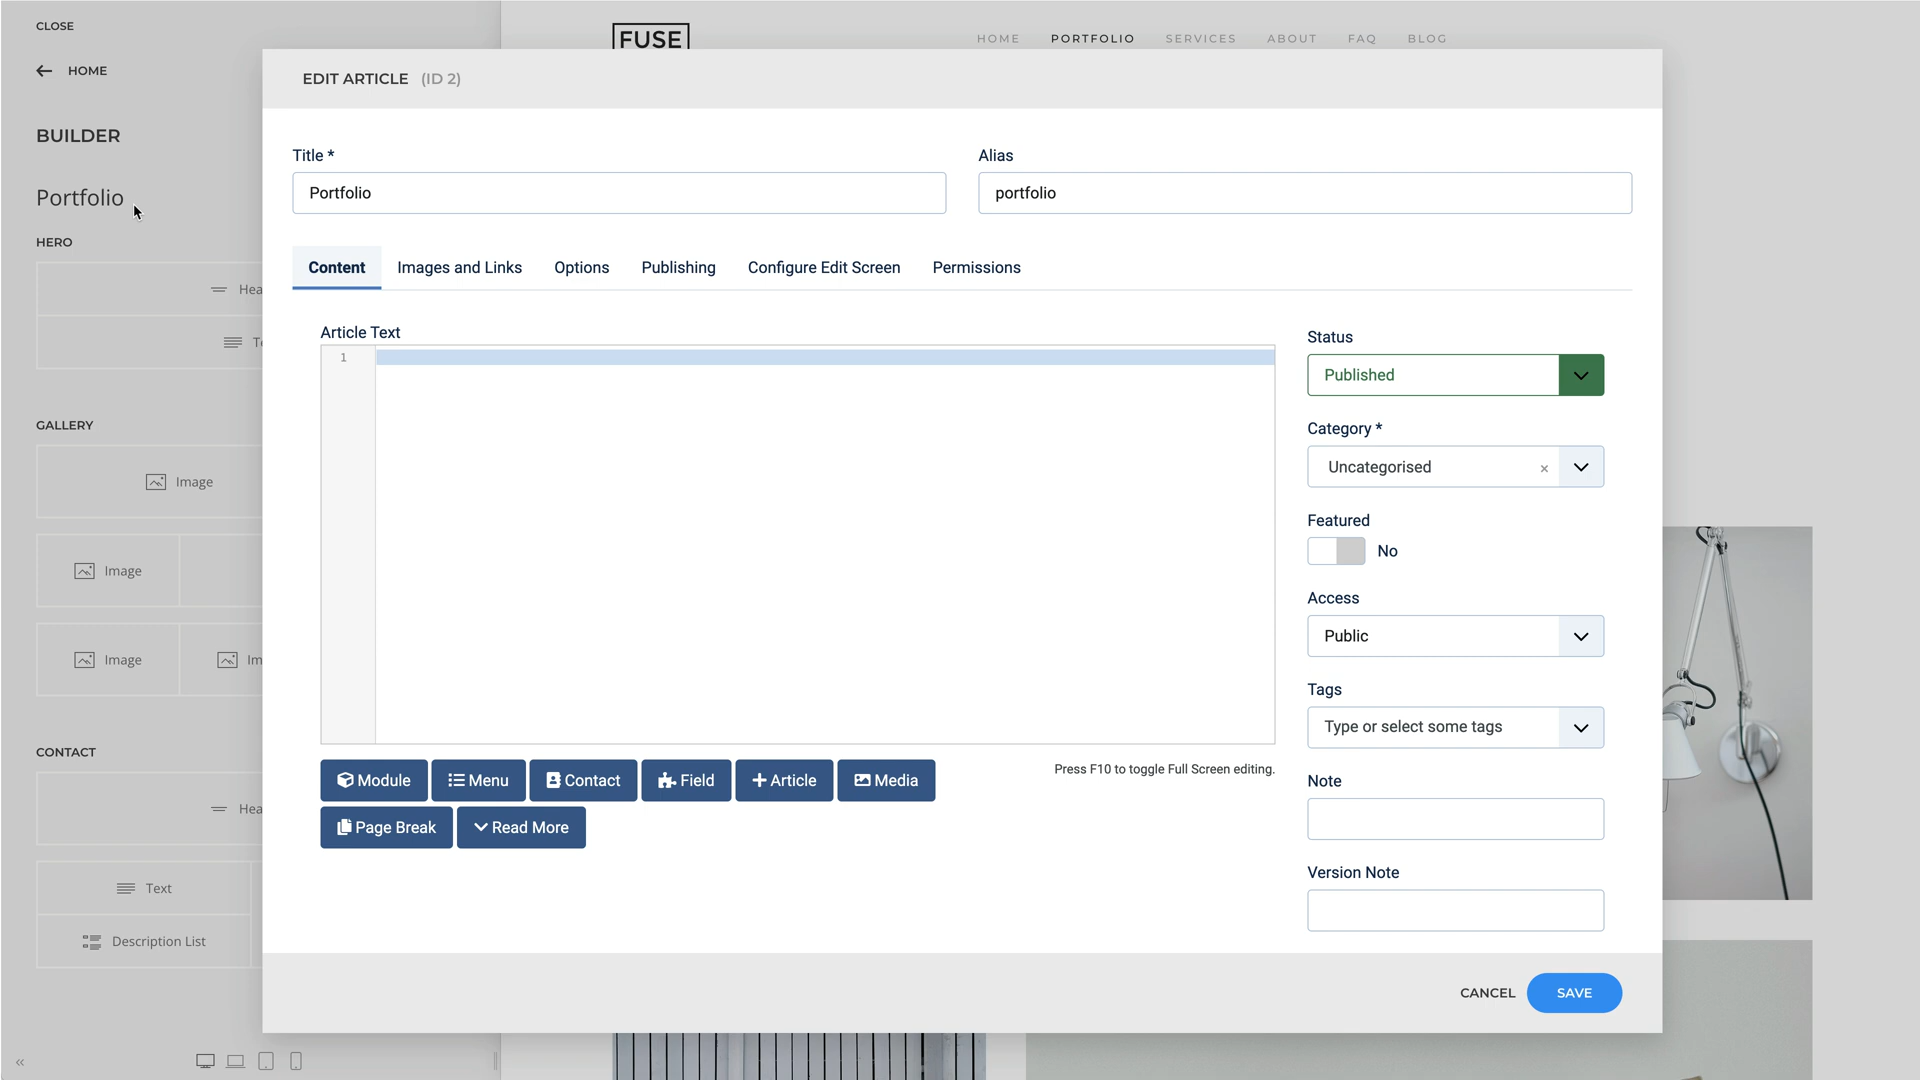 CLOSE
HOME
BUILDER
Portfolio
HERO
GALLERY
Image
Image
Image
CONTACT
Text
Description List
FUSE
HOME PORTFOLIO SERVICES ABOUT FAQ BLOG
EDIT ARTICLE (ID 2)
Title *
Portfolio
Alias
portfolio
Content Images and Links Options Publishing Configure Edit Screen Permissions
Article Text
1
Module Menu Contact Field Article Media
Page Break Read More
Press F10 to toggle Full Screen editing.
Status
Published
Category *
Uncategorised ×
Featured
No
Access
Public
Tags
Type or select some tags
Note
Version Note
CANCEL SAVE